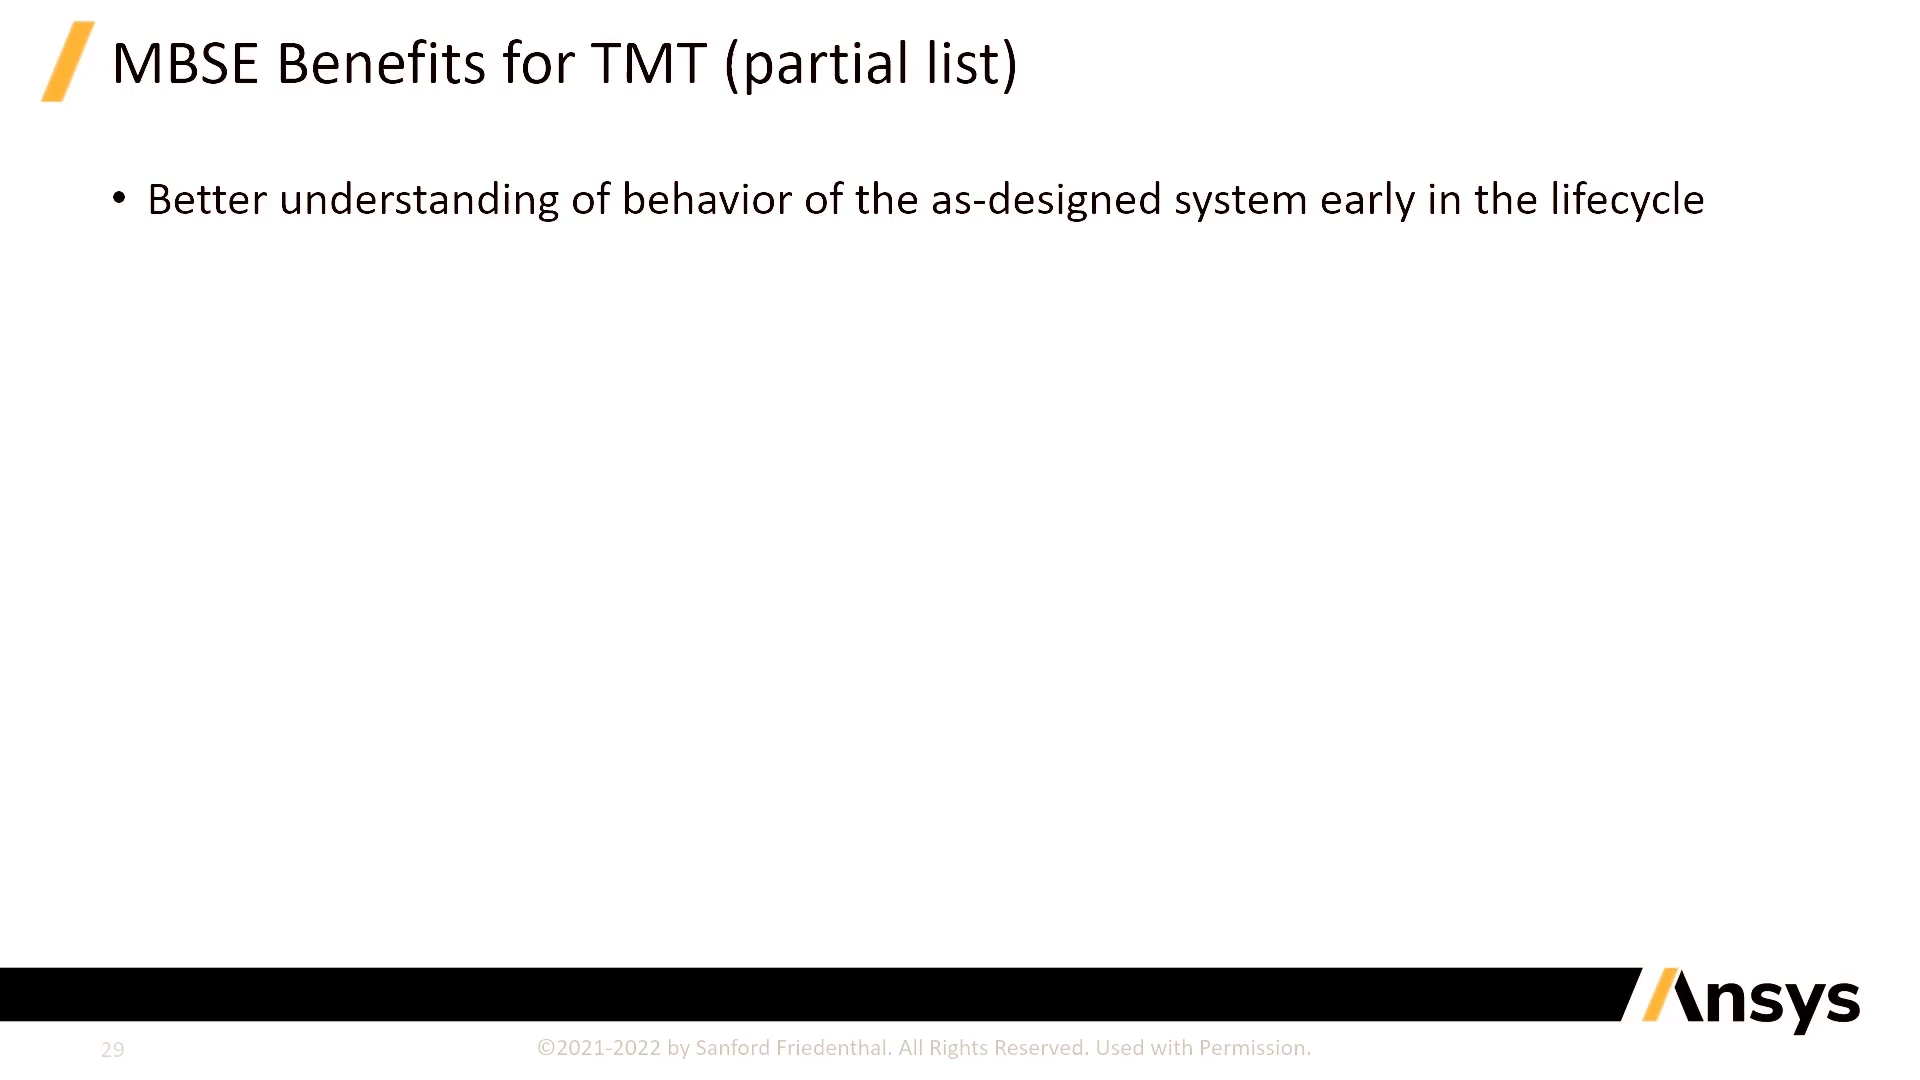 MBSE Benefits for TMT (partial list)
• Better understanding of behavior of the as-designed system early in the lifecycle
Ansys
29
©2021-2022 by Sanford Friedenthal. All Rights Reserved. Used with Permission.